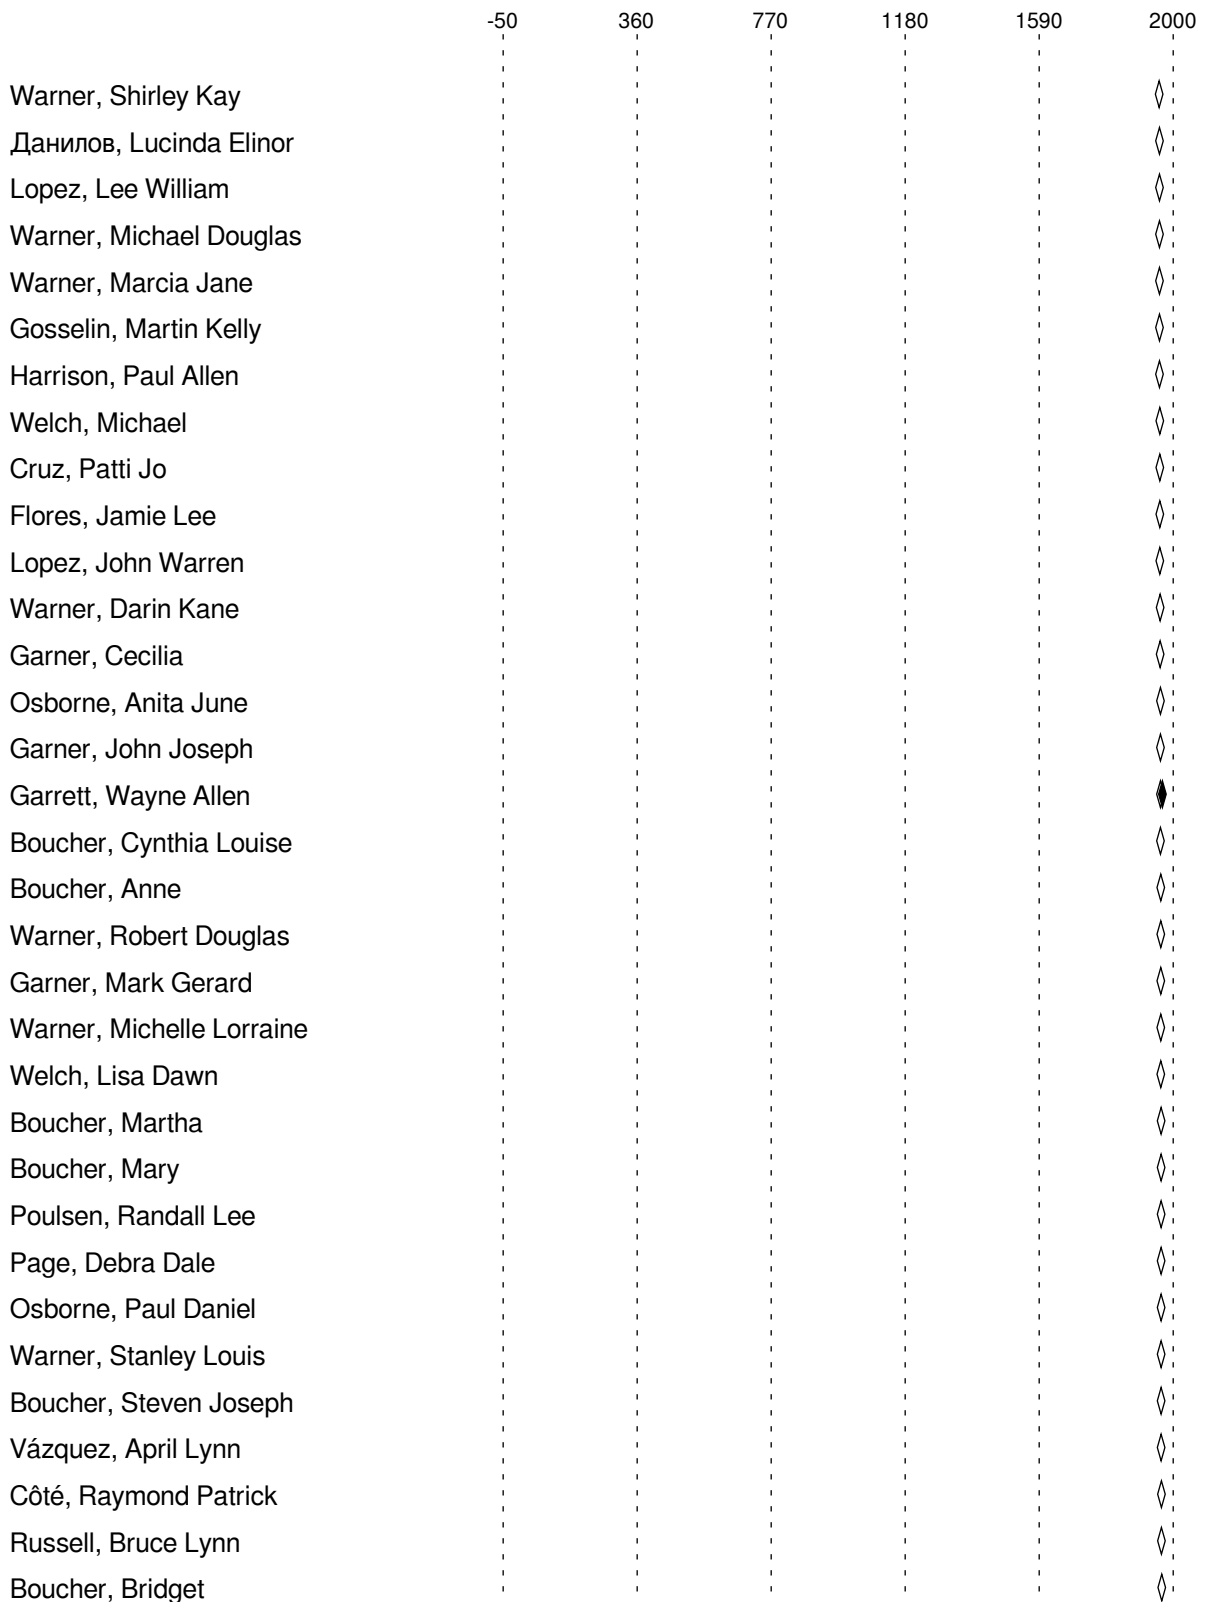 -50 360 770 1180 1590 2000
Warner, Shirley Kay
Данилов, Lucinda Elinor
Lopez, Lee William
Warner, Michael Douglas
Warner, Marcia Jane
Gosselin, Martin Kelly
Harrison, Paul Allen
Welch, Michael
Cruz, Patti Jo
Flores, Jamie Lee
Lopez, John Warren
Warner, Darin Kane
Garner, Cecilia
Osborne, Anita June
Garner, John Joseph
Garrett, Wayne Allen
Boucher, Cynthia Louise
Boucher, Anne
Warner, Robert Douglas
Garner, Mark Gerard
Warner, Michelle Lorraine
Welch, Lisa Dawn
Boucher, Martha
Boucher, Mary
Poulsen, Randall Lee
Page, Debra Dale
Osborne, Paul Daniel
Warner, Stanley Louis
Boucher, Steven Joseph
Vázquez, April Lynn
Côté, Raymond Patrick
Russell, Bruce Lynn
Boucher, Bridget